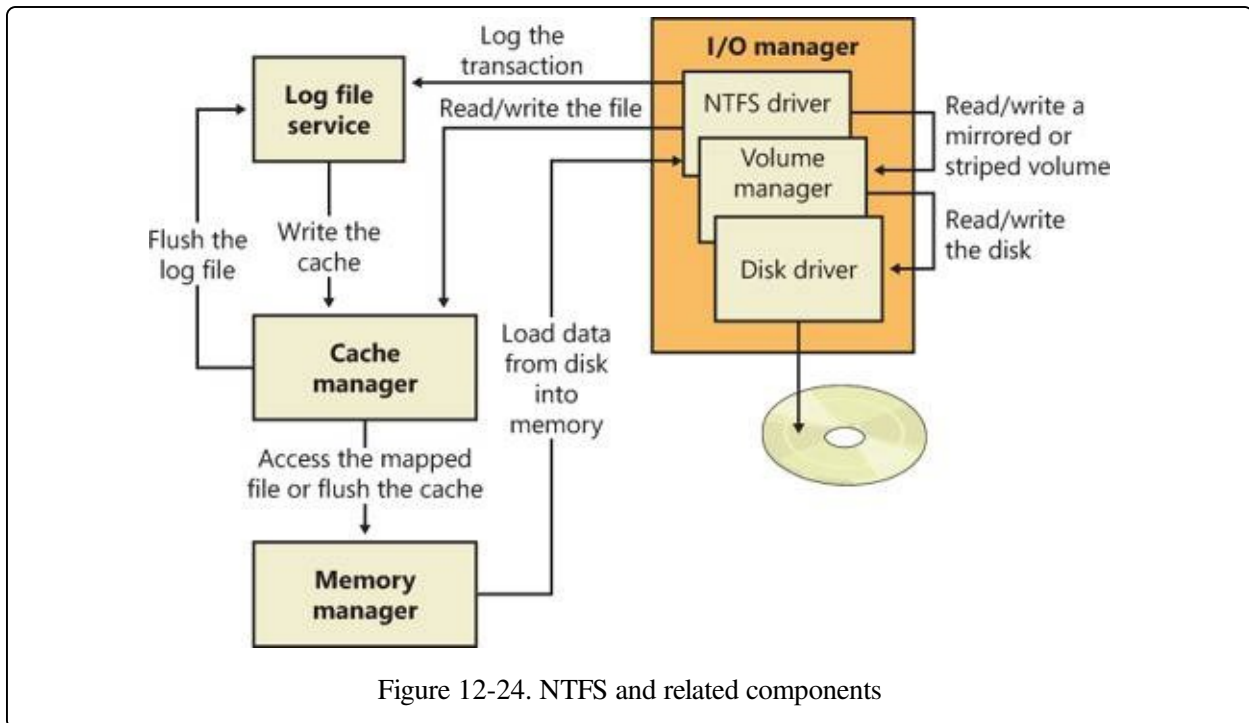 Log the
transaction
Log file
service
Read/write the file
I/O manager
NTFS driver
Volume
manager
Disk driver
Read/write a
mirrored or
striped volume
Read/write
the disk
Flush the
log file
Write the
cache
Cache
manager
Load data
from disk
into
memory
Access the mapped
file or flush the cache
Memory
manager
Figure 12-24. NTFS and related components